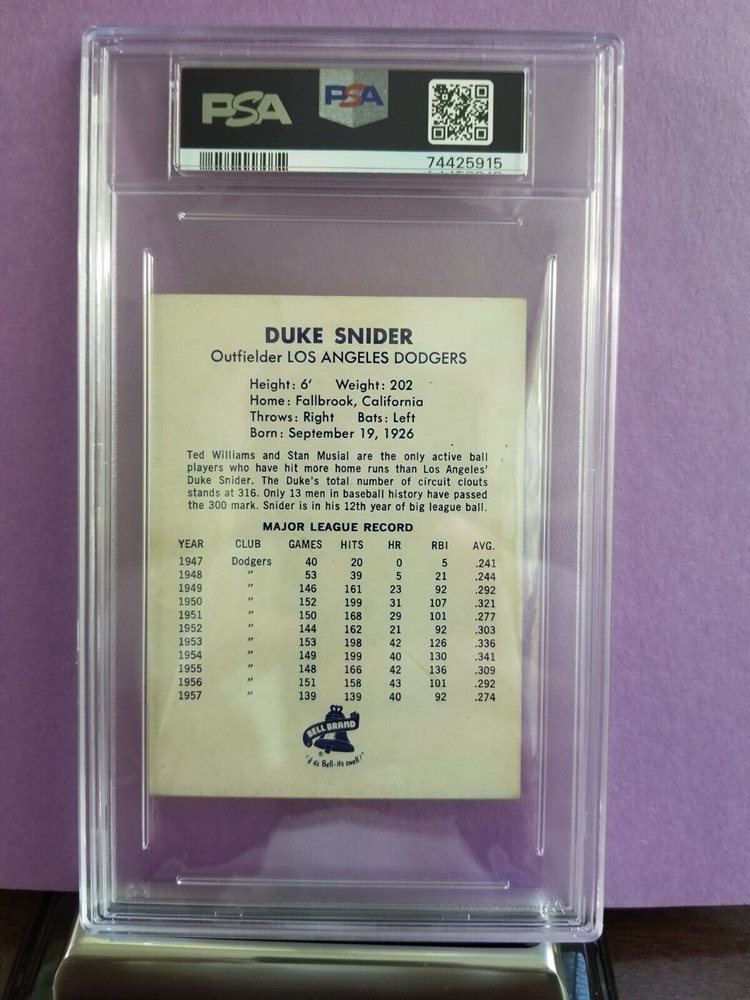 PSA
PSA
74425915
DUKE SNIDER
Outfielder LOS ANGELES DODGERS
Height: 6' Weight: 202
Home: Fallbrook, California
Throws: Right Bats: Left
Born: September 19, 1926
Ted Williams and Stan Musial are the only active ball
players who have hit more home runs than Los Angeles'
Duke Snider. The Duke's total number of circuit clouts
stands at 316. Only 13 men in baseball history have passed
the 300 mark. Snider is in his 12th year of big league ball.
MAJOR LEAGUE RECORD
YEAR CLUB GAMES HITS HR RBI AVG.
1947 Dodgers 40 20 0 5 .241
1948 " 53 39 5 21 .244
1949 " 146 161 23 92 .292
1950 " 152 199 31 107 .321
1951 " 150 168 29 101 .277
1952 " 144 162 21 92 .303
1953 " 153 198 42 126 .336
1954 " 149 199 40 130 .341
1955 " 148 166 42 136 .309
1956 " 151 158 43 101 .292
1957 " 139 139 40 92 .274
BELL BRAND
®
"if its Bell-its swell!"